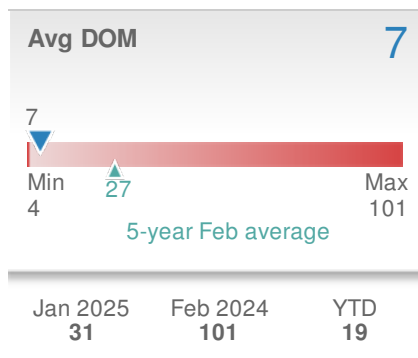 Avg DOM 7
7
Min Max
4 27 101
5-year Feb average
Jan 2025 Feb 2024 YTD
31 101 19